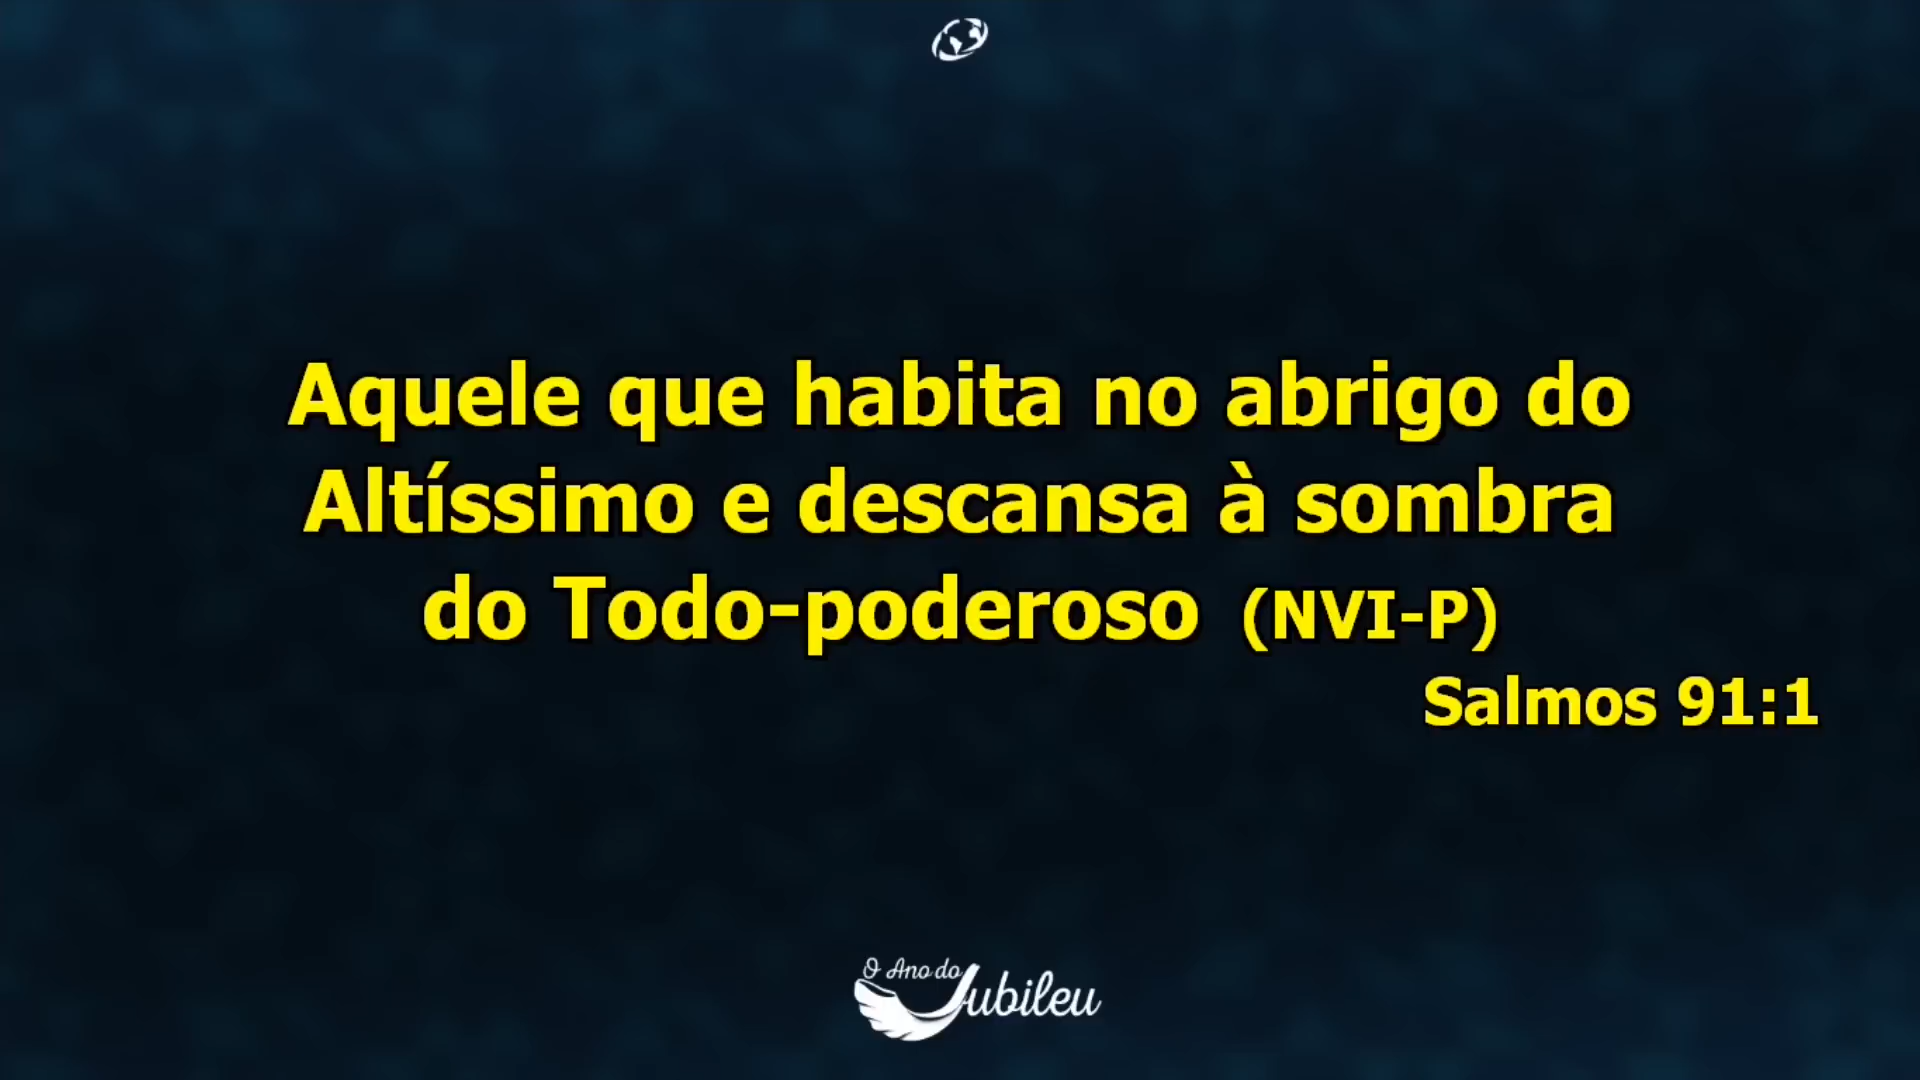 Aquele que habita no abrigo do
Altíssimo e descansa à sombra
do Todo-poderoso (NVI-P)
Salmos 91:1
O Ano do
Jubileu